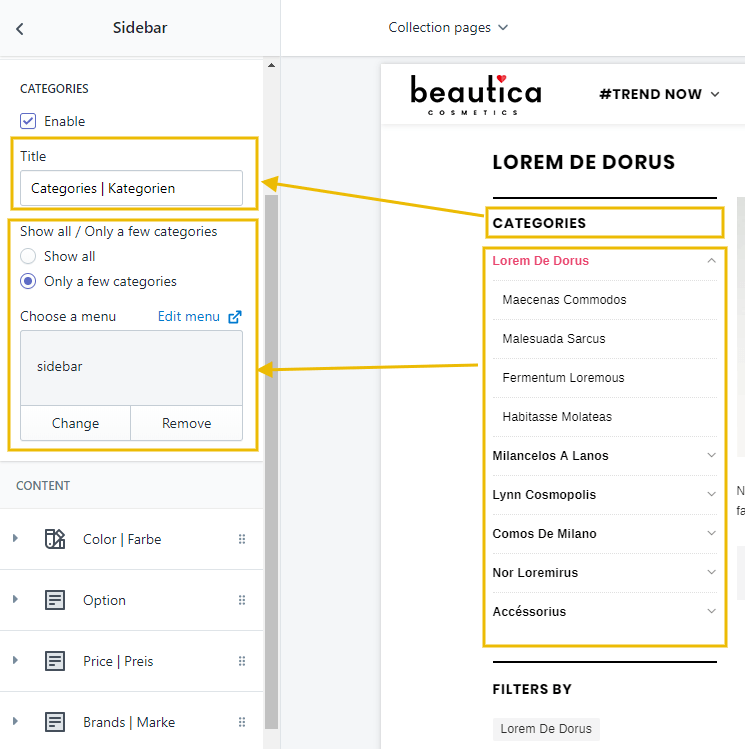 Sidebar
CATEGORIES
Enable
Title
Categories | Kategorien
Show all / Only a few categories
Show all
Only a few categories
Choose a menu Edit menu
sidebar
Change Remove
CONTENT
Color | Farbe
Option
Price | Preis
Brands | Marke
Collection pages
beautica
COSMETICS
#TREND NOW
LOREM DE DORUS
CATEGORIES
Lorem De Dorus
Maecenas Commodos
Malesuada Sarcus
Fermentum Loremous
Habitasse Molateas
Milancelos A Lanos
Lynn Cosmopolis
Comos De Milano
Nor Loremirus
Accéssorius
FILTERS BY
Lorem De Dorus